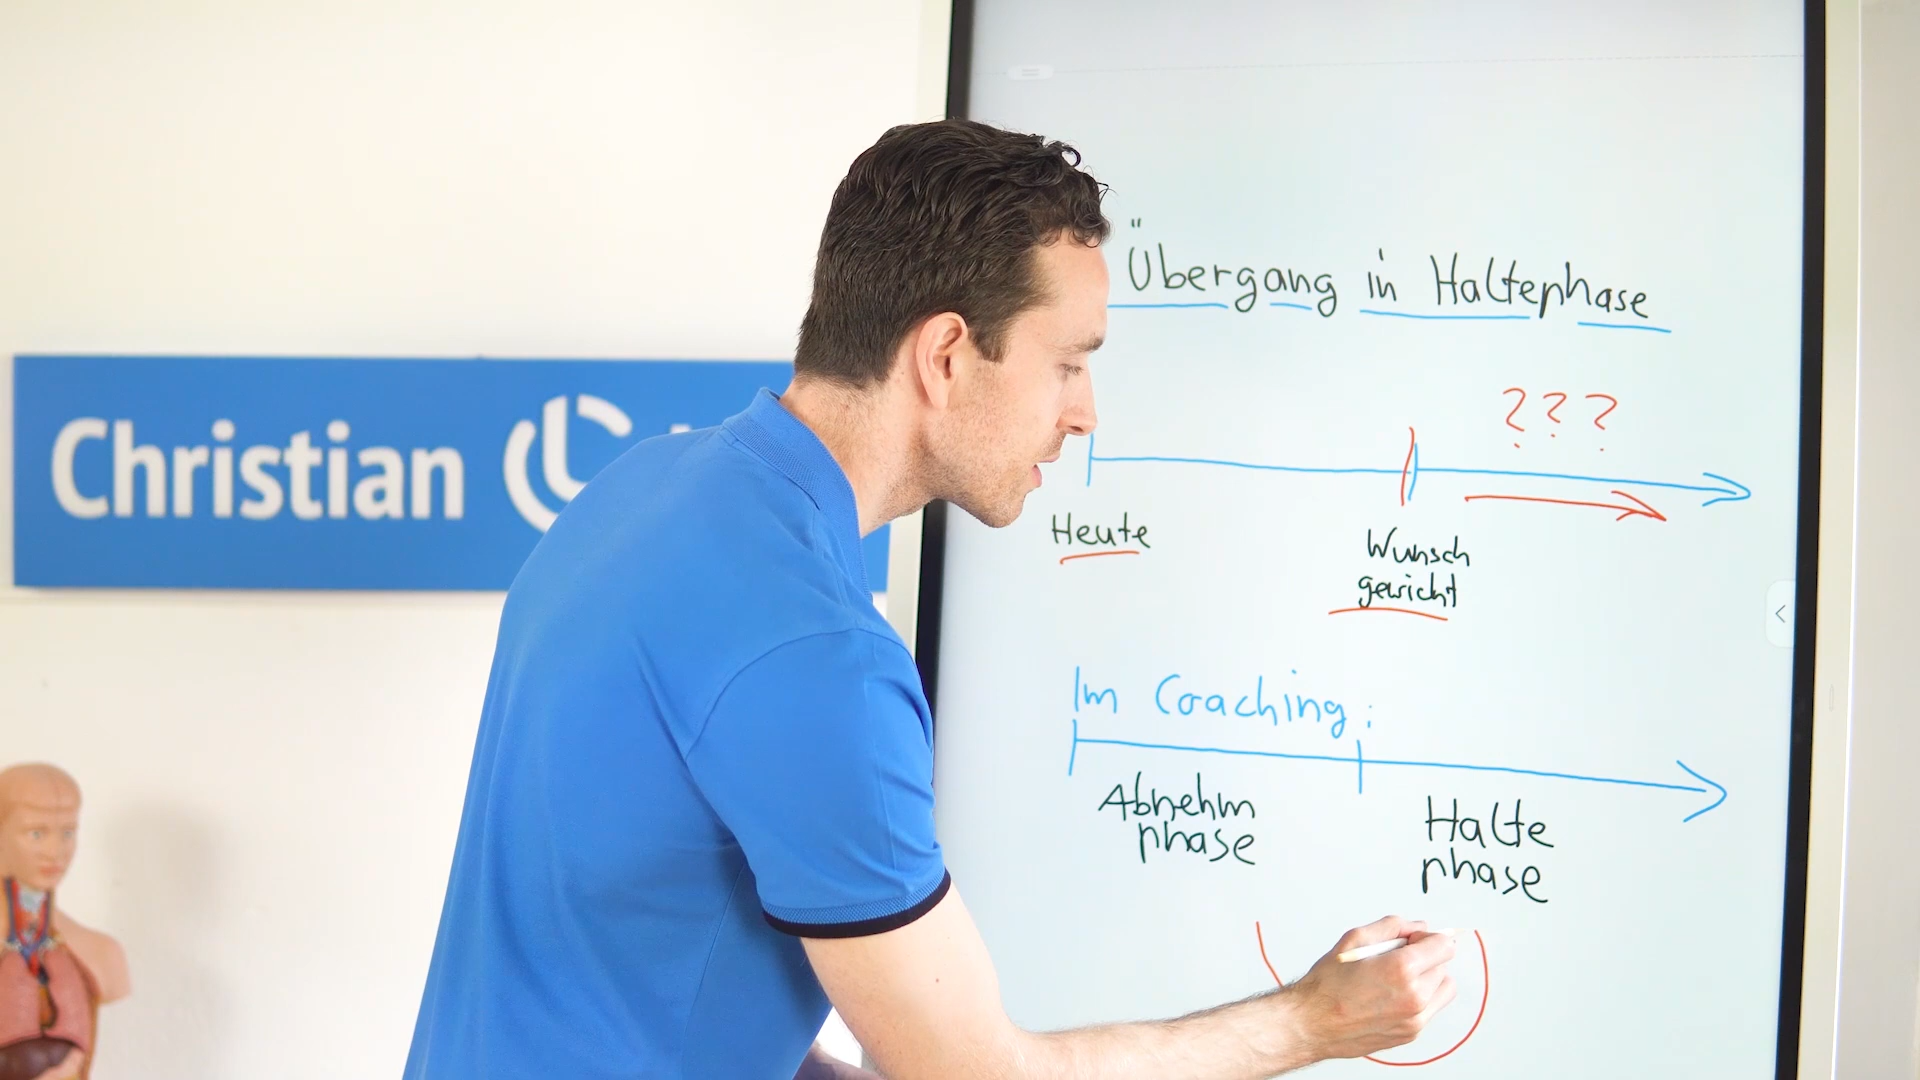 Christian
Übergang in Haltephase
???
Heute
Wunsch
gewicht
Im Coaching:
Abnehm
phase
Halte
phase